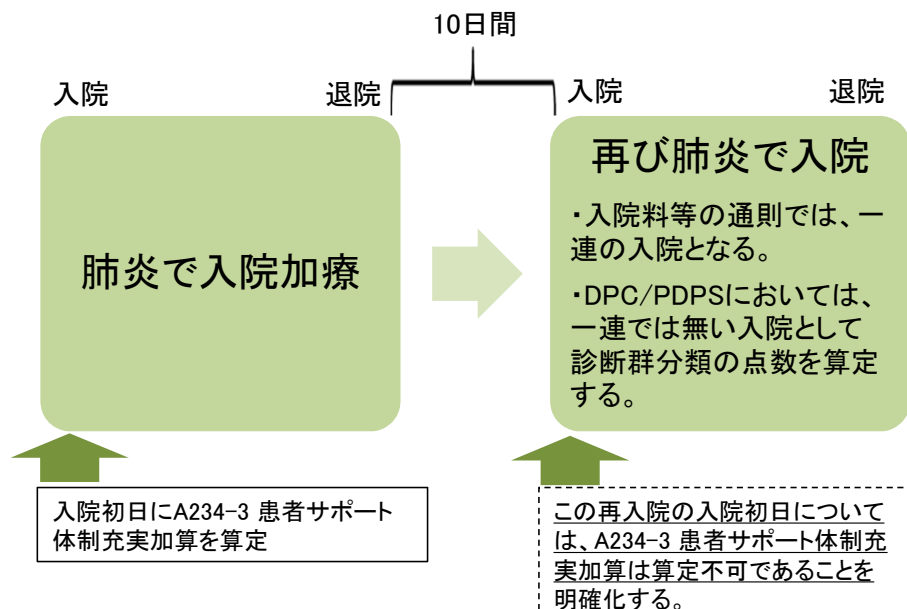 10日間
入院
退院
入院
退院
肺炎で入院加療
再び肺炎で入院
・入院料等の通則では、一
連の入院となる。
・DPC/PDPSにおいては、
一連では無い入院として
診断群分類の点数を算定
する。
入院初日にA234-3 患者サポート
体制充実加算を算定
この再入院の入院初日について
は、A234-3 患者サポート体制充
実加算は算定不可であることを
明確化する。